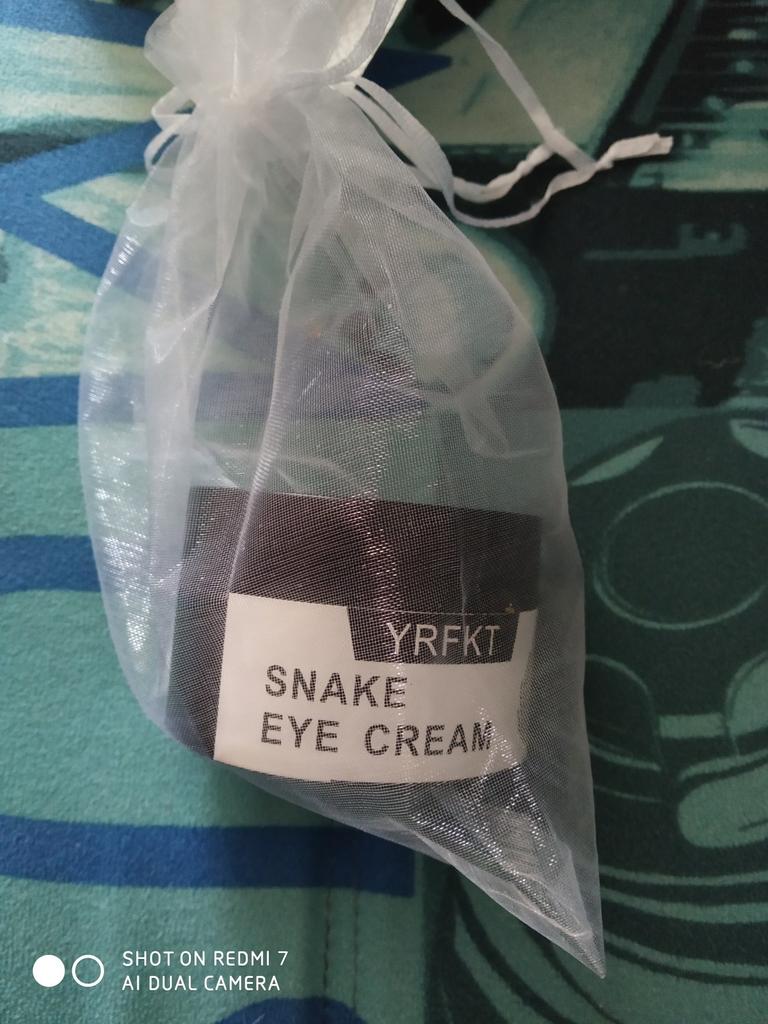 YRFKT
SNAKE
EYE CREAM
SHOT ON REDMI 7
AI DUAL CAMERA